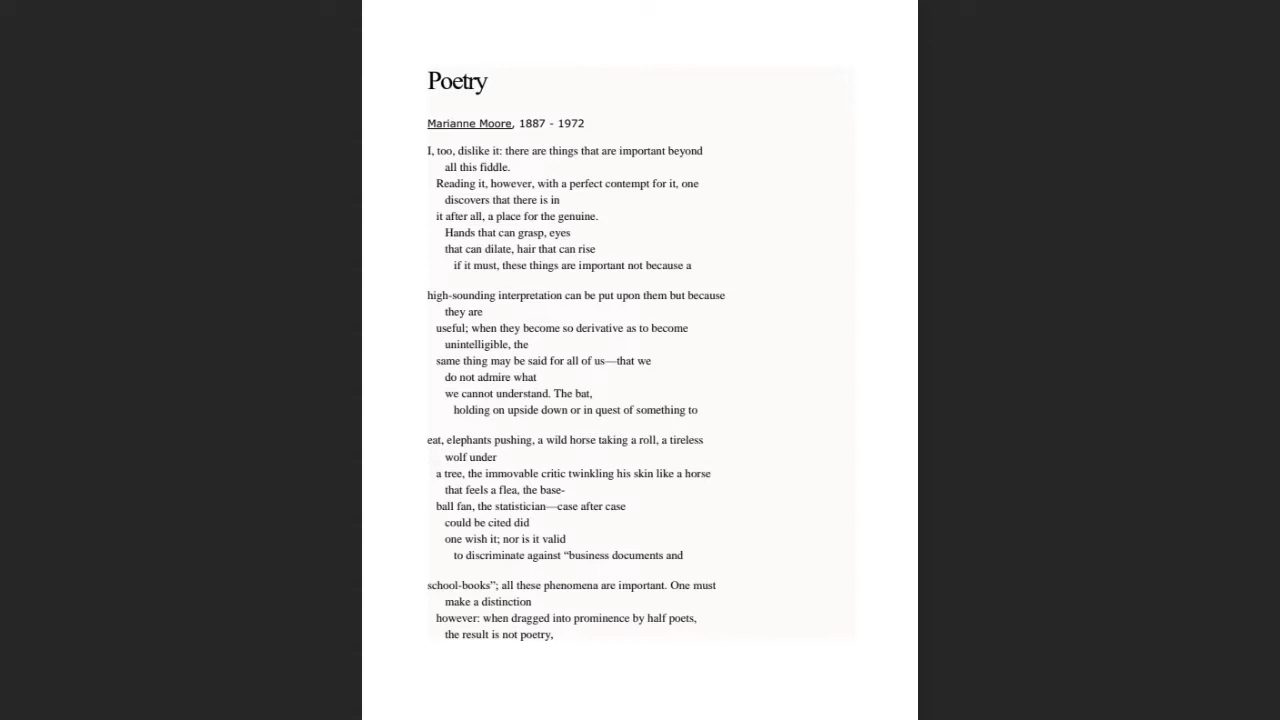 Poetry
Marianne Moore, 1887 - 1972
I, too, dislike it: there are things that are important beyond
all this fiddle.
Reading it, however, with a perfect contempt for it, one
discovers that there is in
it after all, a place for the genuine.
Hands that can grasp, eyes
that can dilate, hair that can rise
if it must, these things are important not because a
high-sounding interpretation can be put upon them but because
they are
useful; when they become so derivative as to become
unintelligible, the
same thing may be said for all of us—that we
do not admire what
we cannot understand. The bat,
holding on upside down or in quest of something to
eat, elephants pushing, a wild horse taking a roll, a tireless
wolf under
a tree, the immovable critic twinkling his skin like a horse
that feels a flea, the base-
ball fan, the statistician—case after case
could be cited did
one wish it; nor is it valid
to discriminate against “business documents and
school-books”; all these phenomena are important. One must
make a distinction
however: when dragged into prominence by half poets,
the result is not poetry,